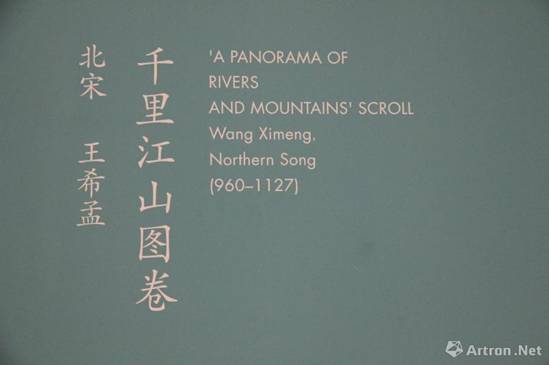 千里江山图卷
北宋 王希孟
'A PANORAMA OF
RIVERS
AND MOUNTAINS' SCROLL
Wang Ximeng,
Northern Song
(960–1127)
Artron.Net